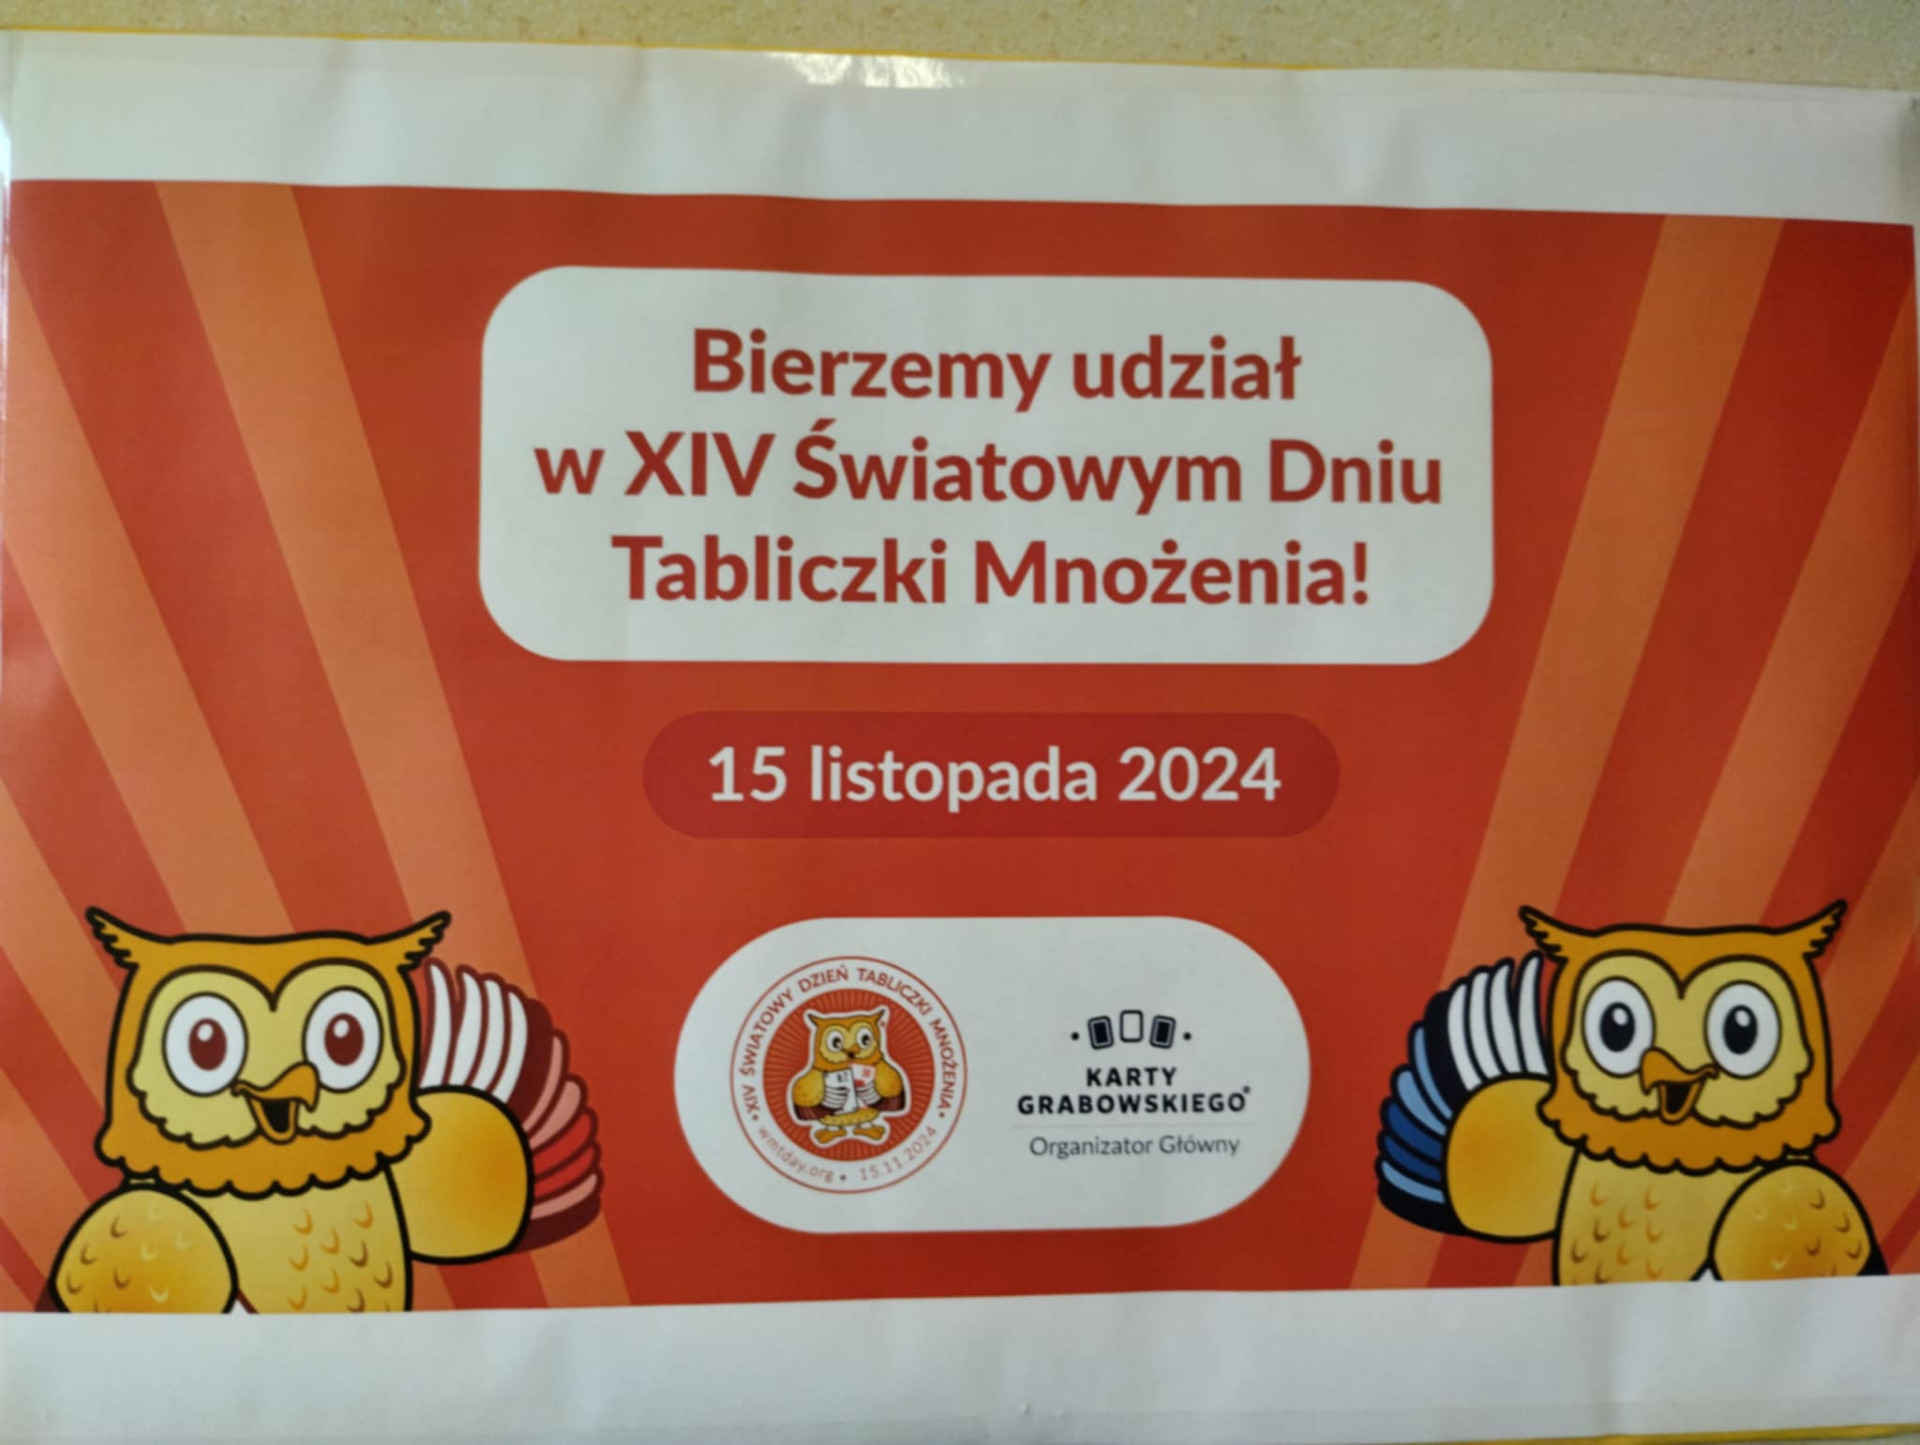 Bierzemy udział
w XIV Światowym Dniu
Tabliczki Mnożenia!
15 listopada 2024
• XIV ŚWIATOWY DZIEŃ TABLICZKI MNOŻENIA •
wmtday.org • 15.11.2024
KARTY
GRABOWSKIEGO®
Organizator Główny